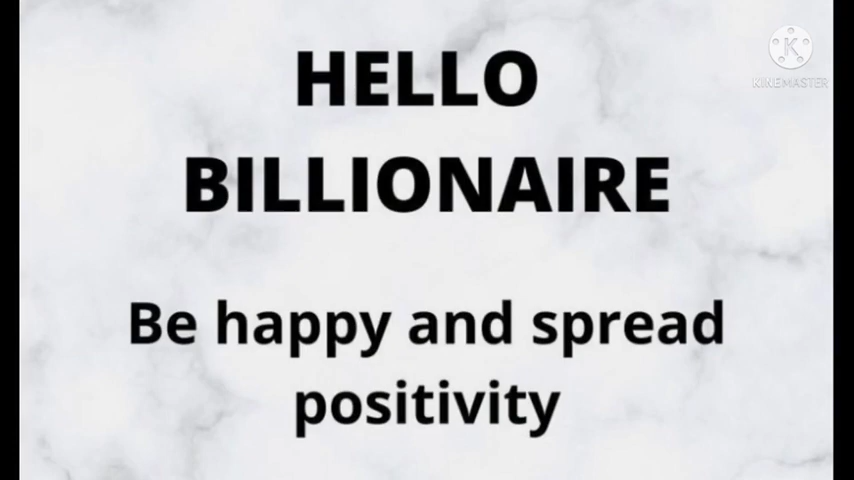 HELLO
BILLIONAIRE
Be happy and spread
positivity
KINEMASTER